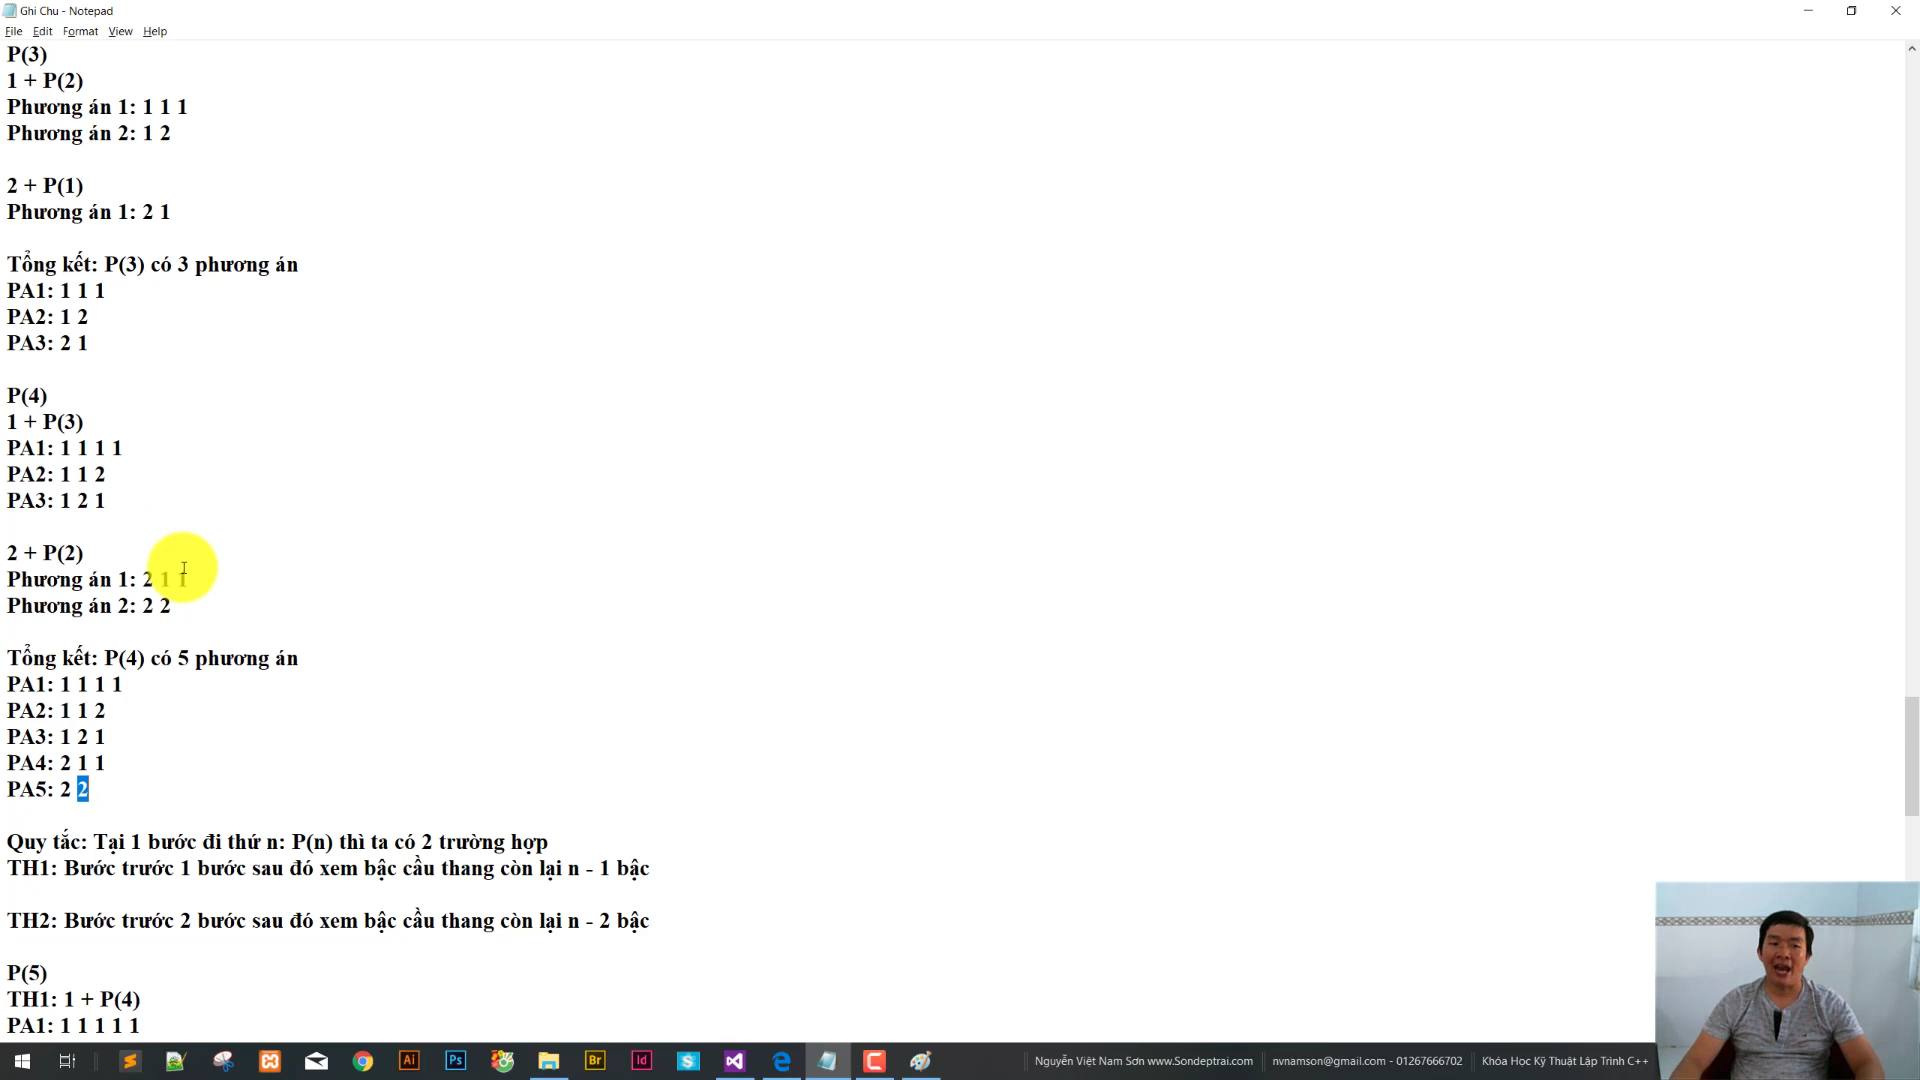 Ghi Chu - Notepad
File Edit Format View Help
P(3)
1 + P(2)
Phương án 1: 1 1 1
Phương án 2: 1 2
2 + P(1)
Phương án 1: 2 1
Tổng kết: P(3) có 3 phương án
PA1: 1 1 1
PA2: 1 2
PA3: 2 1
P(4)
1 + P(3)
PA1: 1 1 1 1
PA2: 1 1 2
PA3: 1 2 1
2 + P(2)
Phương án 1: 2 1 1
Phương án 2: 2 2
Tổng kết: P(4) có 5 phương án
PA1: 1 1 1 1
PA2: 1 1 2
PA3: 1 2 1
PA4: 2 1 1
PA5: 2 2
Quy tắc: Tại 1 bước đi thứ n: P(n) thì ta có 2 trường hợp
TH1: Bước trước 1 bước sau đó xem bậc cầu thang còn lại n - 1 bậc
TH2: Bước trước 2 bước sau đó xem bậc cầu thang còn lại n - 2 bậc
P(5)
TH1: 1 + P(4)
PA1: 1 1 1 1 1
Ai Ps Br Id
Nguyễn Việt Nam Sơn www.Sondeptrai.com
nvnamson@gmail.com - 01267666702
Khóa Học Kỹ Thuật Lập Trình C++